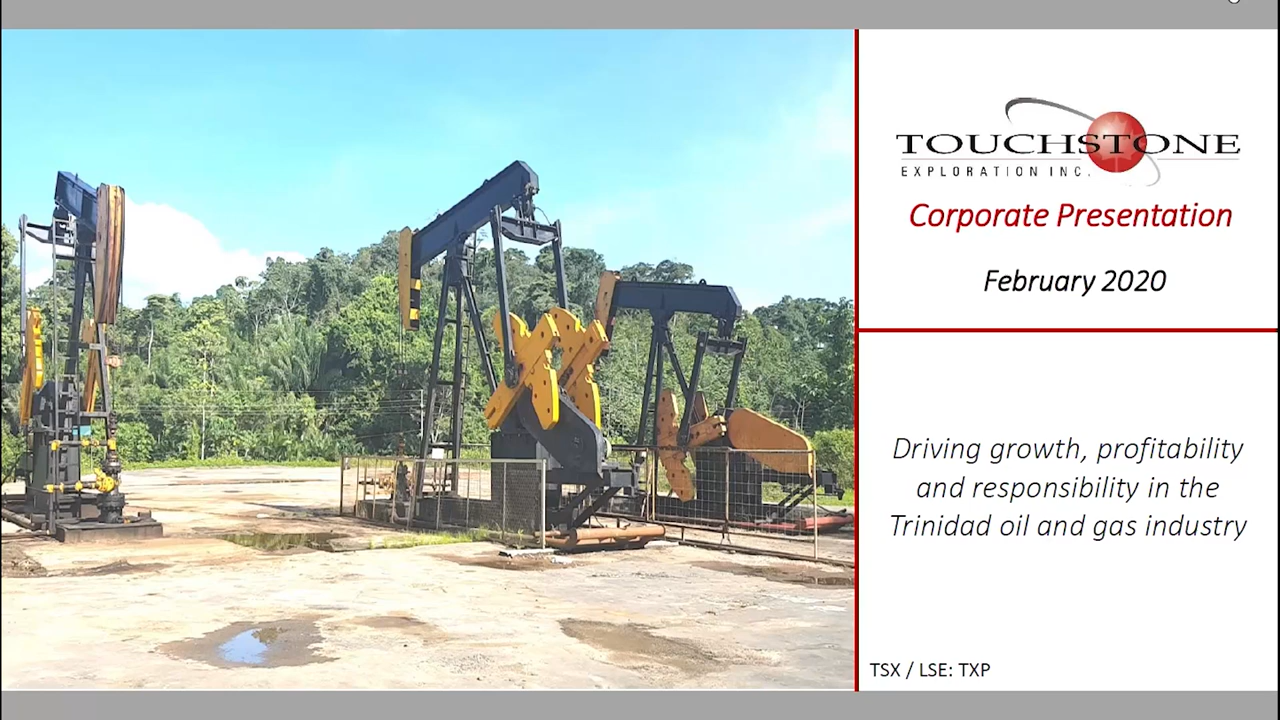 TOUCHSTONE
EXPLORATION INC.
Corporate Presentation
February 2020
Driving growth, profitability
and responsibility in the
Trinidad oil and gas industry
TSX / LSE: TXP